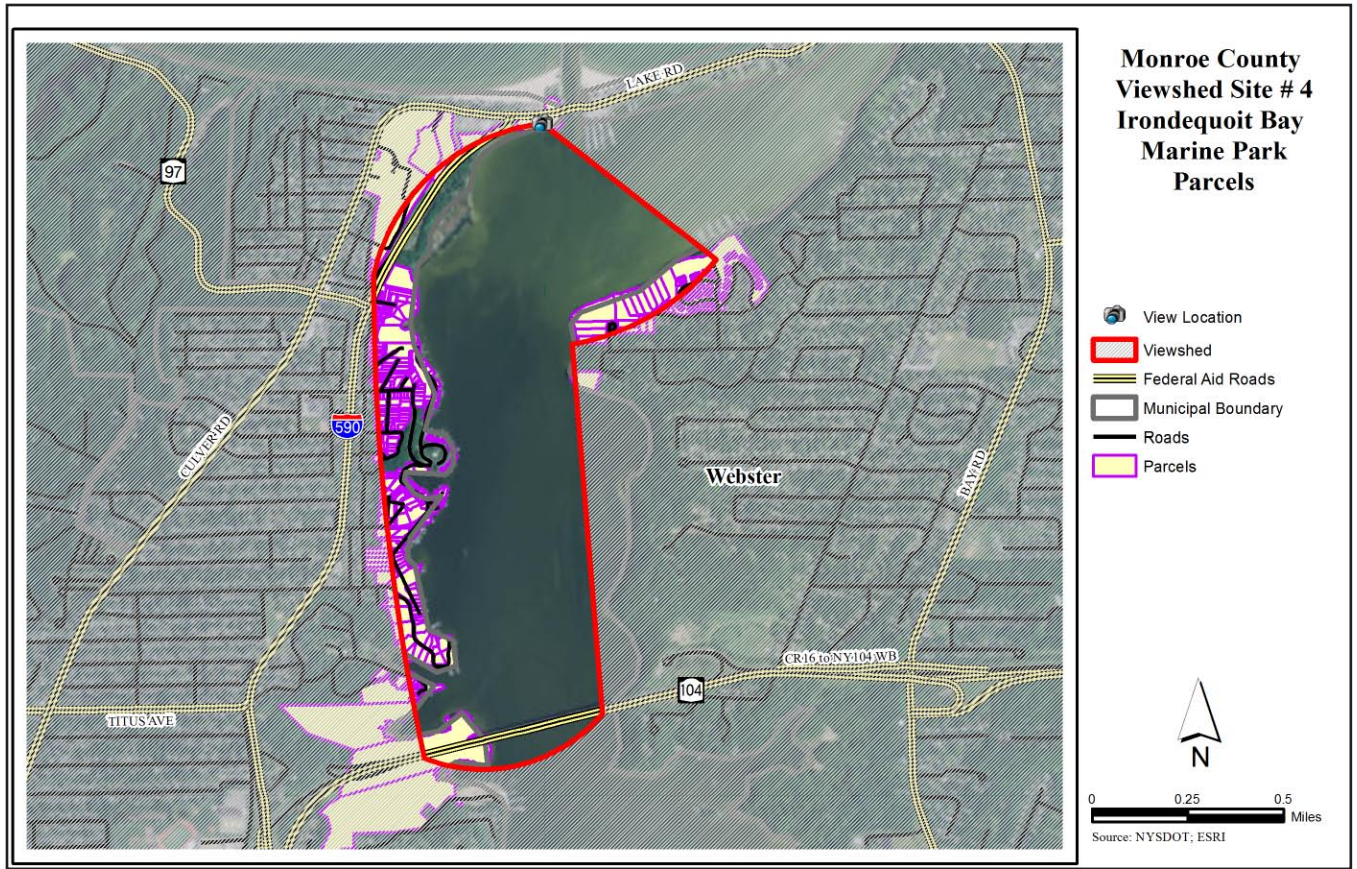 Monroe County
Viewshed Site # 4
Irondequoit Bay
Marine Park
Parcels
LAKE RD
97
590
CULVER RD
Webster
BAY RD
CR16 to NY104 WB
104
TITUS AVE
View Location
Viewshed
Federal Aid Roads
Municipal Boundary
Roads
Parcels
N
0 0.25 0.5
Miles
Source: NYSDOT; ESRI